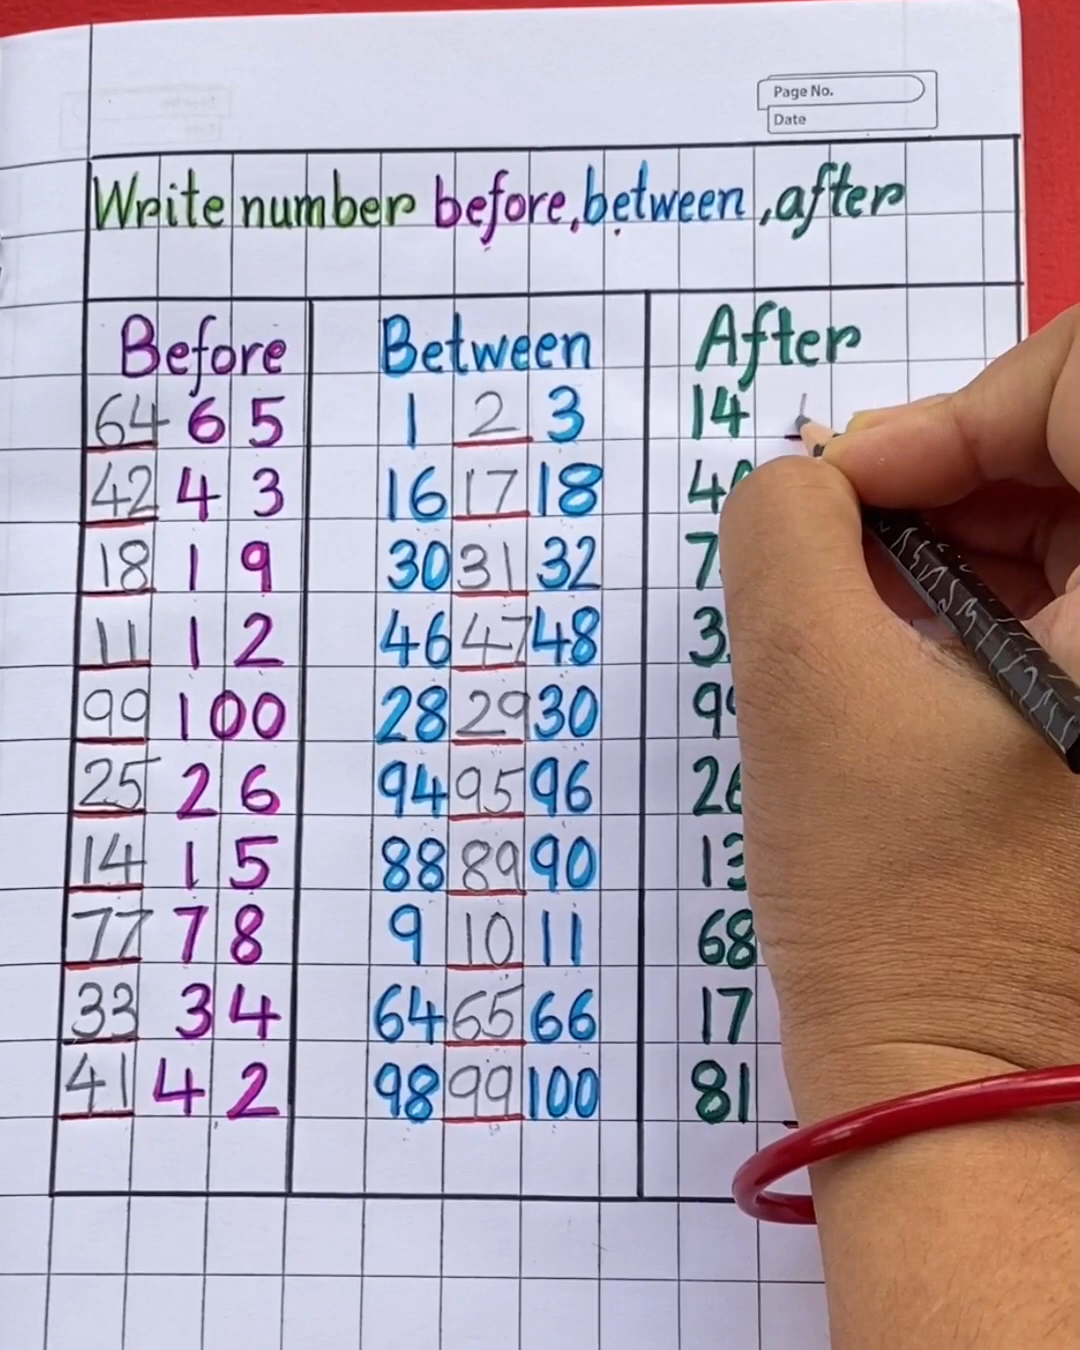 Page No.
Date
Write number before, between, after
Before Between After
64 65 1 2 3 14
42 43 16 17 18
18 19 30 31 32
11 12 46 47 48
99 100 28 29 30
25 26 94 95 96
14 15 88 89 90
77 78 9 10 11 68
33 34 64 65 66 17
41 42 98 99 100 81